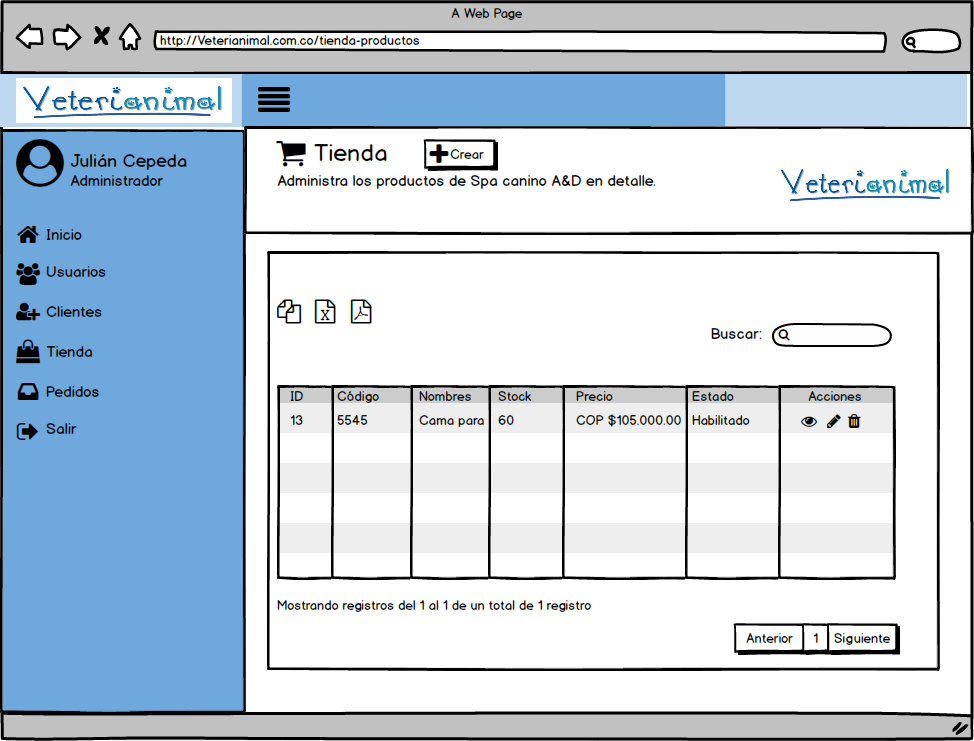 A Web Page
http://Veterianimal.com.co/tienda-productos
Veterianimal
Julián Cepeda
Administrador
Inicio
Usuarios
Clientes
Tienda
Pedidos
Salir
Tienda
Crear
Administra los productos de Spa canino A&D en detalle.
Veterianimal
Buscar:
ID Código Nombres Stock Precio Estado Acciones
13 5545 Cama para 60 COP $105.000.00 Habilitado
Mostrando registros del 1 al 1 de un total de 1 registro
Anterior 1 Siguiente